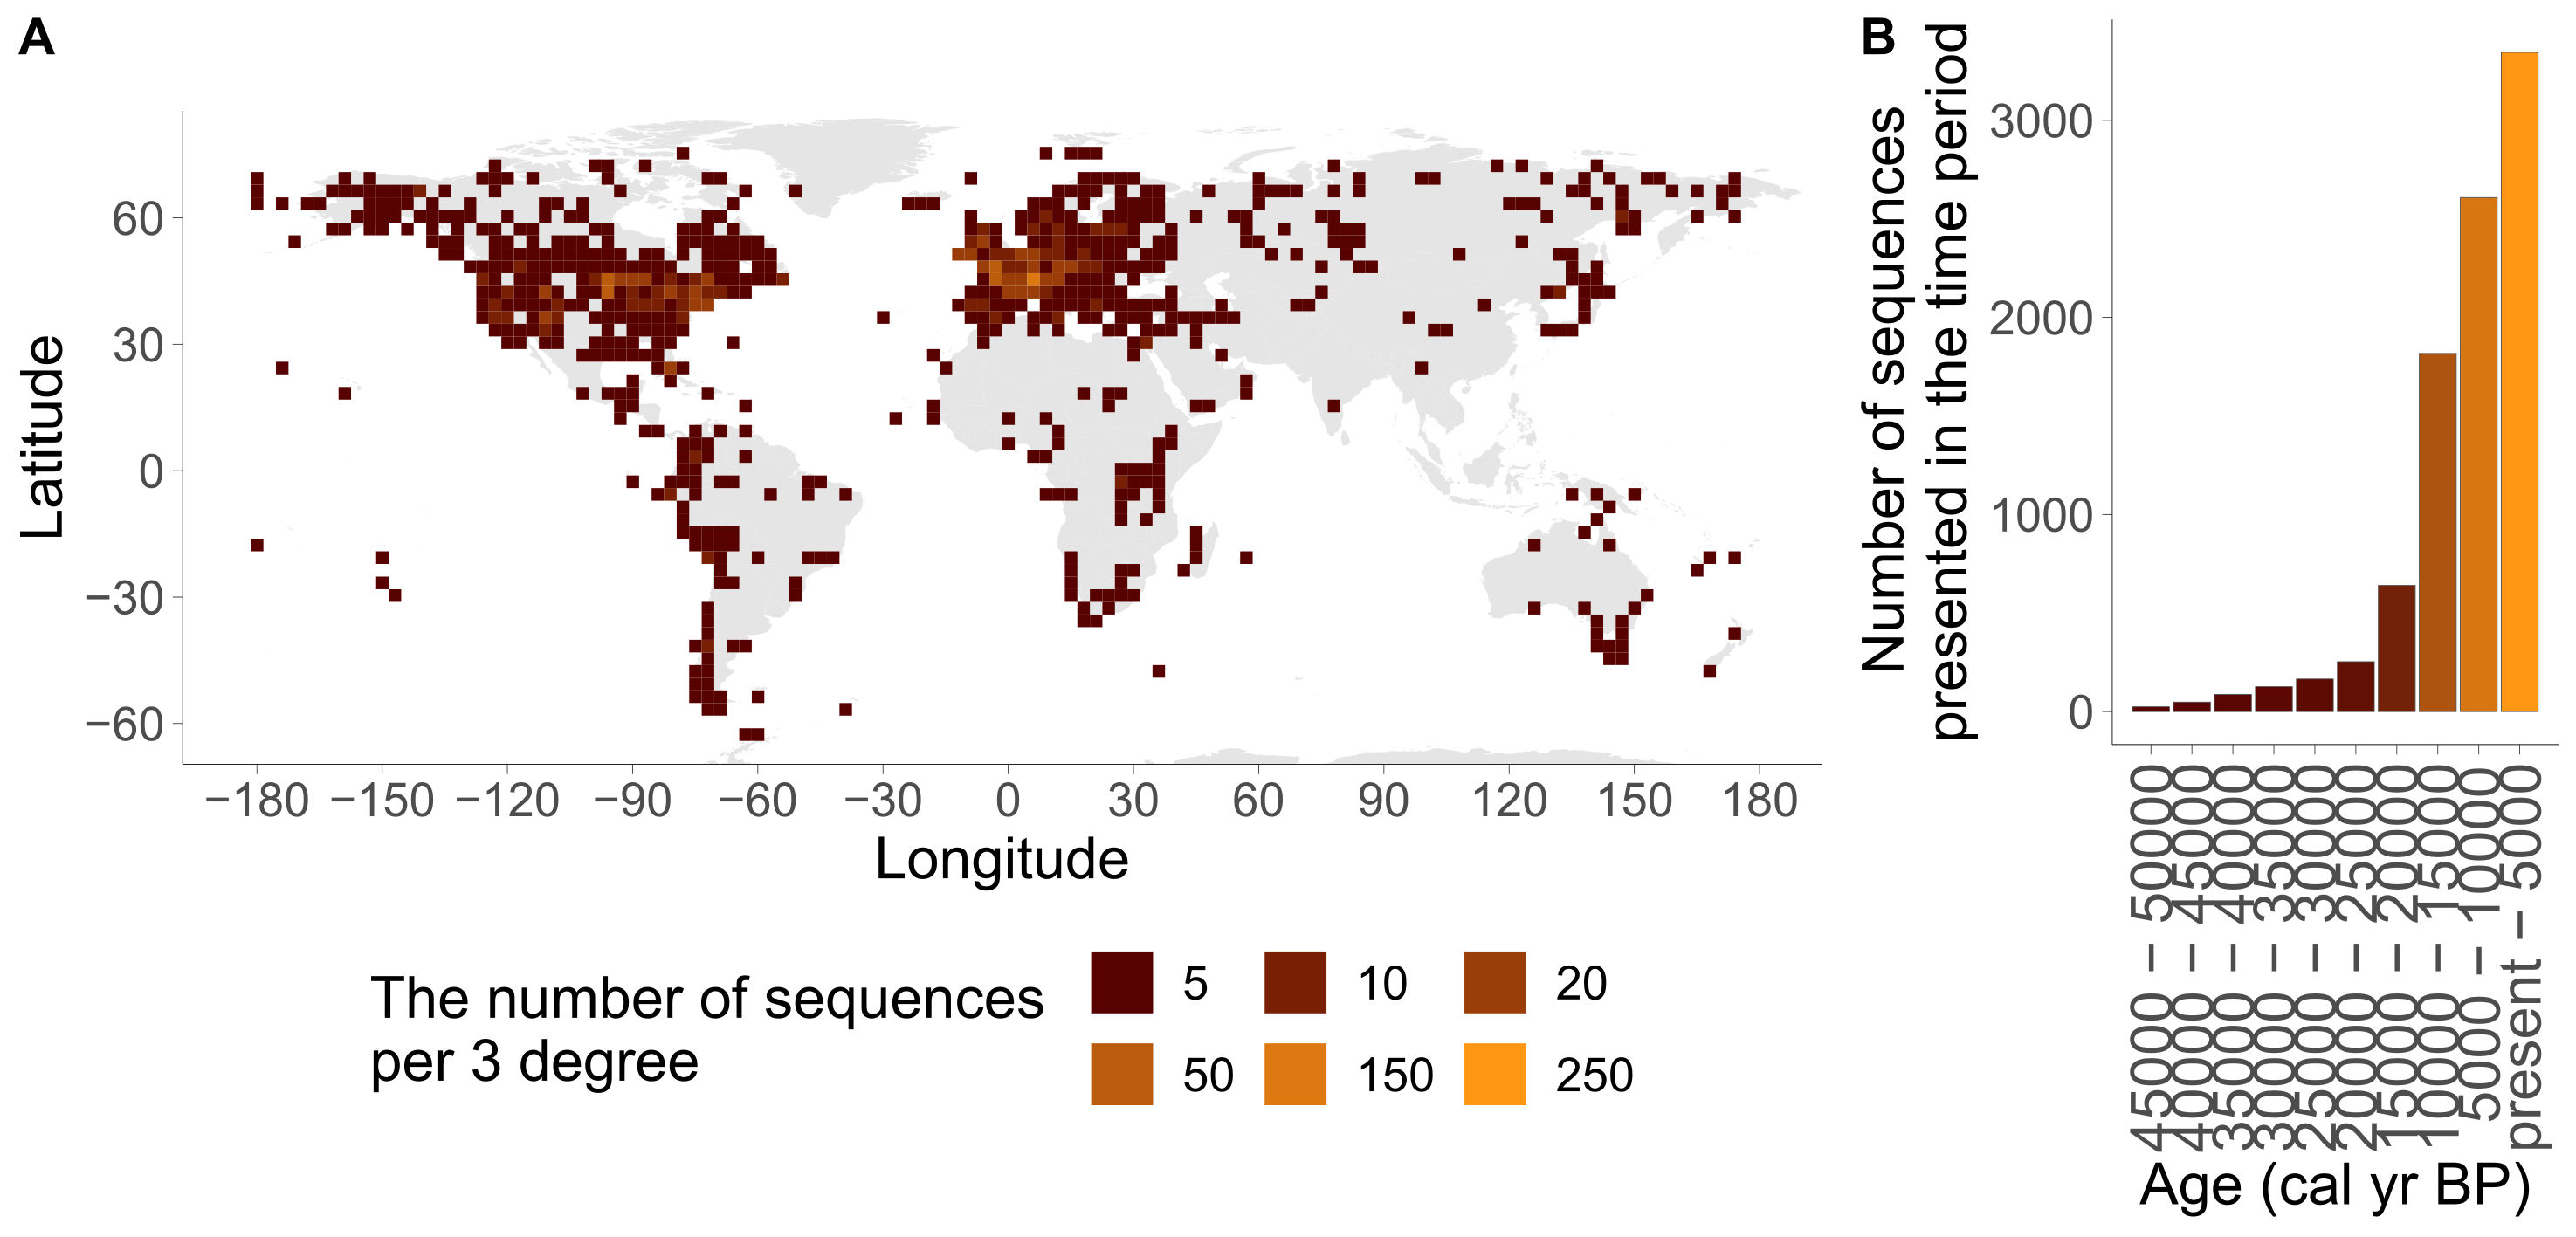 A
Latitude
60
30
0
−30
−60
−180 −150 −120 −90 −60 −30 0 30 60 90 120 150 180
Longitude
The number of sequences
per 3 degree
5 10 20
50 150 250
B
Number of sequences
presented in the time period
3000
2000
1000
0
45000 − 50000
40000 − 45000
35000 − 40000
30000 − 35000
25000 − 30000
20000 − 25000
15000 − 20000
10000 − 15000
5000 − 10000
present − 5000
Age (cal yr BP)